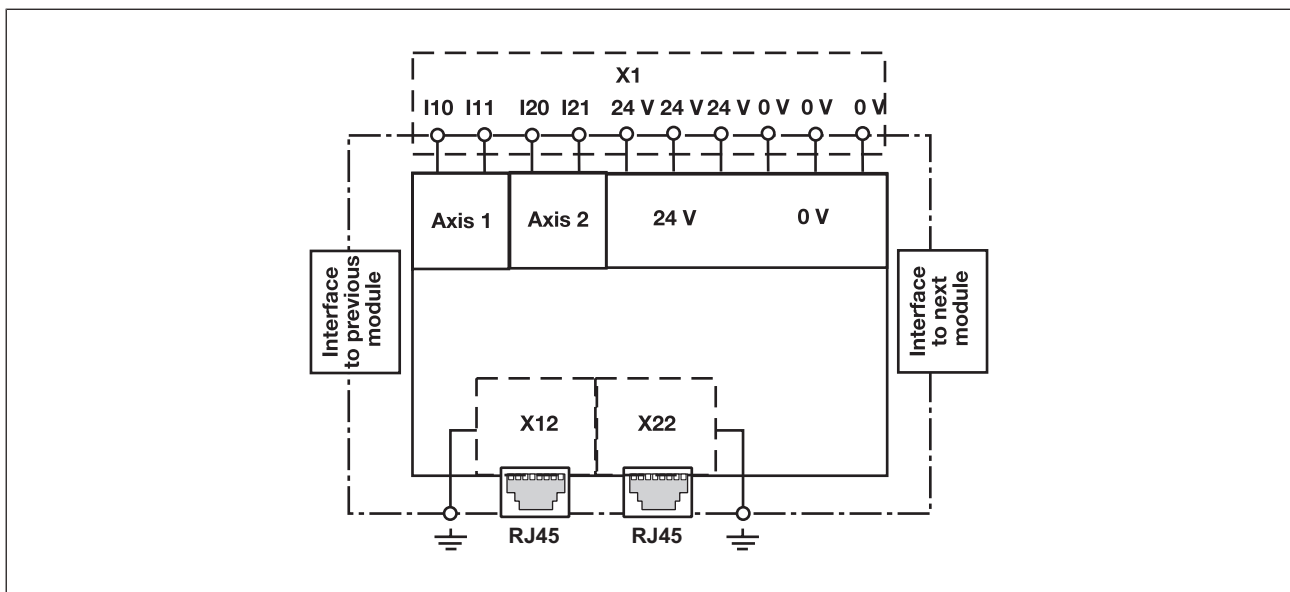 X1
I10 I11 I20 I21 24 V 24 V 24 V 0 V 0 V 0 V
Axis 1 Axis 2 24 V 0 V
Interface
to previous
module
Interface
to next
module
X12 X22
RJ45 RJ45